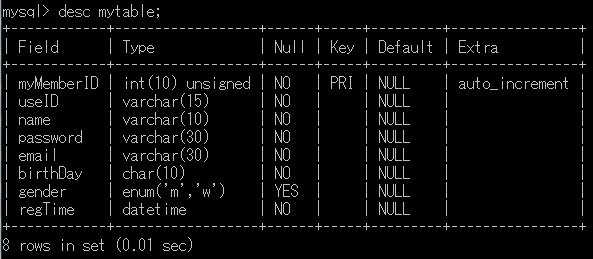 mysql> desc mytable;
+------------+------------------+------+-----+---------+----------------+
| Field      | Type             | Null | Key | Default | Extra          |
+------------+------------------+------+-----+---------+----------------+
| myMemberID | int(10) unsigned | NO   | PRI | NULL    | auto_increment |
| useID      | varchar(15)      | NO   |     | NULL    |                |
| name       | varchar(10)      | NO   |     | NULL    |                |
| password   | varchar(30)      | NO   |     | NULL    |                |
| email      | varchar(30)      | NO   |     | NULL    |                |
| birthDay   | char(10)         | NO   |     | NULL    |                |
| gender     | enum('m','w')    | YES  |     | NULL    |                |
| regTime    | datetime         | NO   |     | NULL    |                |
+------------+------------------+------+-----+---------+----------------+
8 rows in set (0.01 sec)